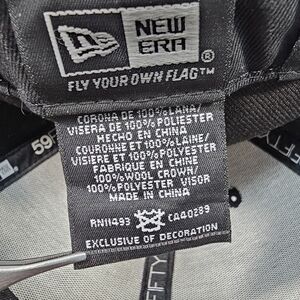 NEW
ERA®
FLY YOUR OWN FLAG™
CORONA DE 100% LANA/
VISERA DE 100% POLIESTER
HECHO EN CHINA
COURONNE ET 100% LAINE/
VISIERE ET 100% POLYESTER
FABRIQUE EN CHINE
100% WOOL CROWN/
100% POLYESTER VISOR
MADE IN CHINA
RN11493 CA40289
EXCLUSIVE OF DECORATION
59
FIFTY